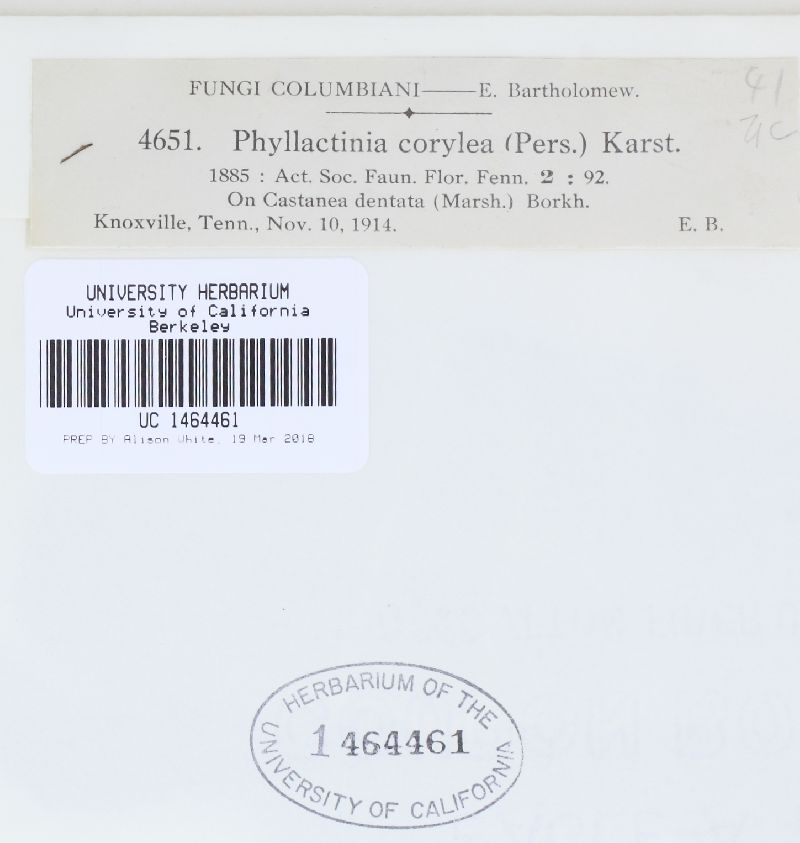 FUNGI COLUMBIANI——E. Bartholomew.
4651. Phyllactinia corylea (Pers.) Karst.
1885 : Act. Soc. Faun. Flor. Fenn. 2 : 92.
On Castanea dentata (Marsh.) Borkh.
Knoxville, Tenn., Nov. 10, 1914. E. B.
41
UC
UNIVERSITY HERBARIUM
University of California
Berkeley
UC 1464461
PREP BY Alison White, 19 Mar 2018
HERBARIUM OF THE
1464461
UNIVERSITY OF CALIFORNIA